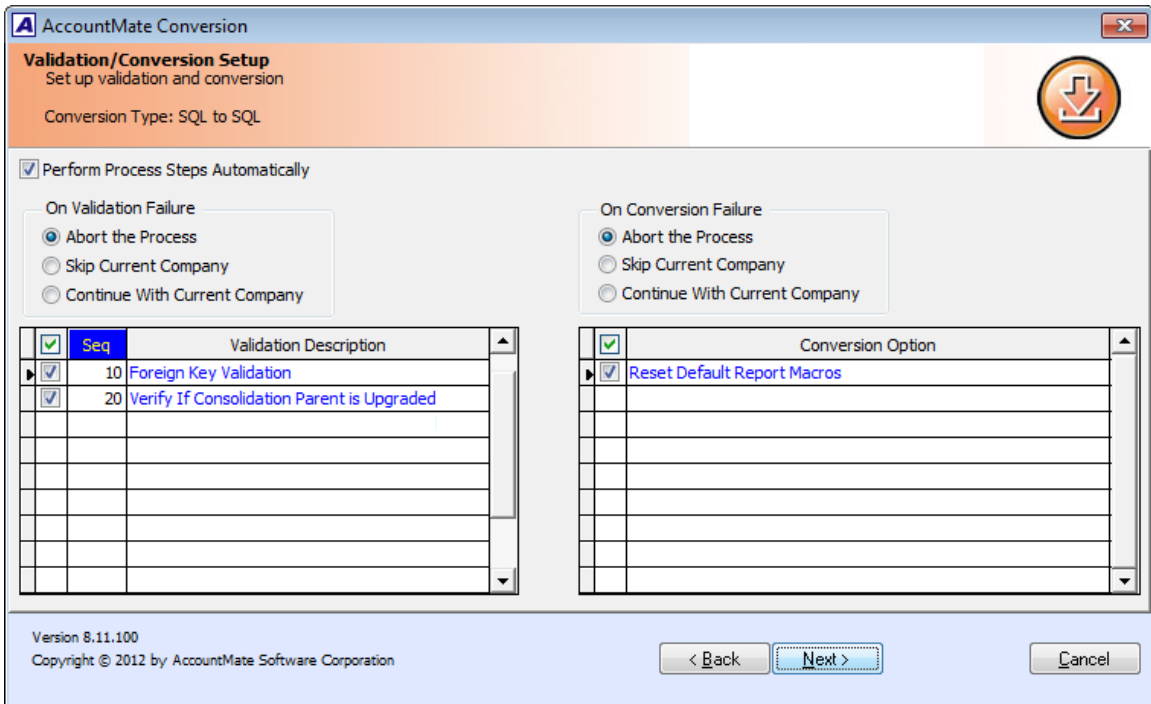 AccountMate Conversion
Validation/Conversion Setup
Set up validation and conversion
Conversion Type: SQL to SQL
Perform Process Steps Automatically
On Validation Failure
Abort the Process
Skip Current Company
Continue With Current Company
On Conversion Failure
Abort the Process
Skip Current Company
Continue With Current Company
Seq Validation Description
10 Foreign Key Validation
20 Verify If Consolidation Parent is Upgraded
Conversion Option
Reset Default Report Macros
Version 8.11.100
Copyright © 2012 by AccountMate Software Corporation
< Back
Next >
Cancel